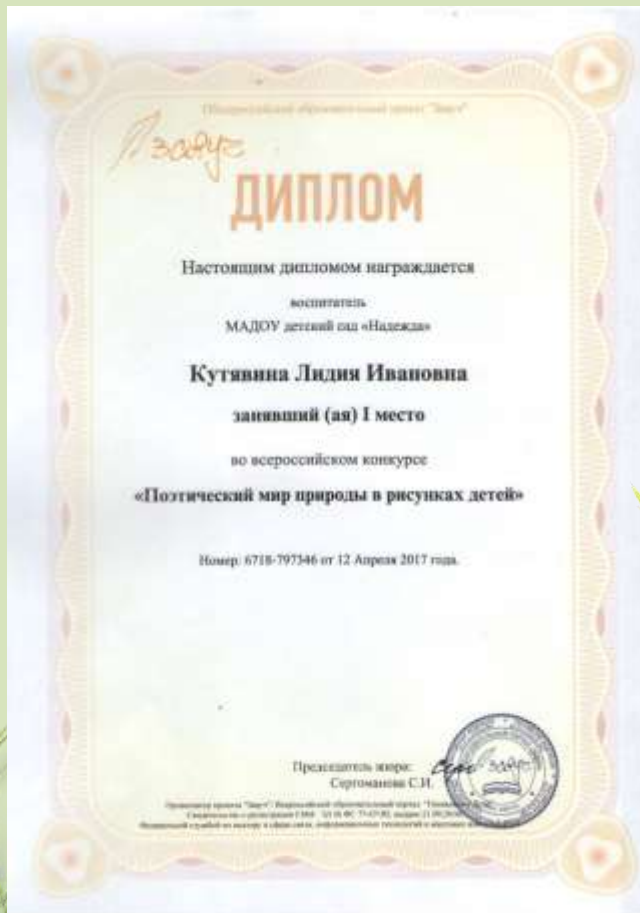 Общероссийский образовательный проект "Завуч"
Завуч
ДИПЛОМ
Настоящим дипломом награждается
воспитатель
МАДОУ детский сад «Надежда»
Кутявина Лидия Ивановна
занявший (ая) I место
во всероссийском конкурсе
«Поэтический мир природы в рисунках детей»
Номер: 6718-797346 от 12 Апреля 2017 года.
Председатель жюри:
Сергоманова С.И.